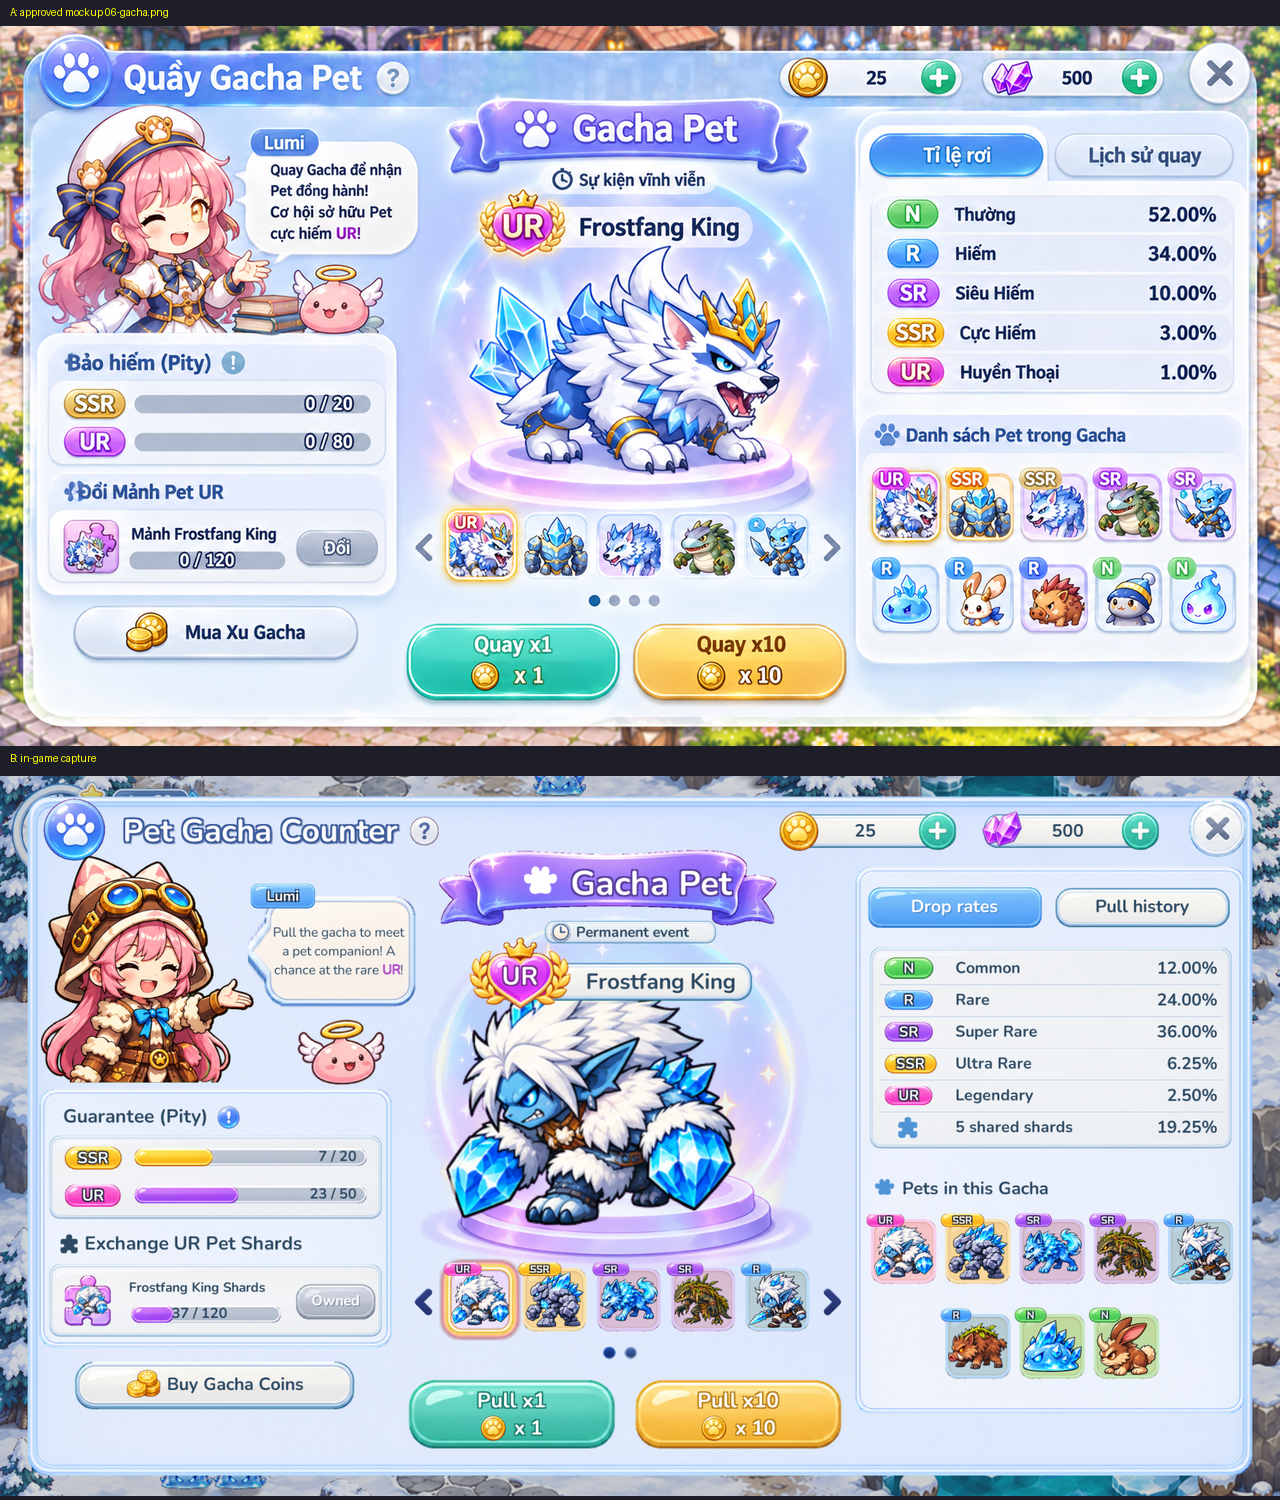 A: approved mockup 06-gacha.png
Quầy Gacha Pet ?
25
500
Gacha Pet
Lumi
Quay Gacha để nhận
Pet đồng hành!
Cơ hội sở hữu Pet
cực hiếm UR!
Sự kiện vĩnh viễn
UR Frostfang King
Tỉ lệ rơi
Lịch sử quay
N Thường 52.00%
R Hiếm 34.00%
SR Siêu Hiếm 10.00%
SSR Cực Hiếm 3.00%
UR Huyền Thoại 1.00%
Bảo hiếm (Pity) !
SSR 0 / 20
UR 0 / 80
Đổi Mảnh Pet UR
Mảnh Frostfang King
0 / 120
Đổi
Mua Xu Gacha
UR
R
Quay x1
x 1
Quay x10
x 10
Danh sách Pet trong Gacha
UR SSR SSR SR SR
R R R N N
B: in-game capture
Pet Gacha Counter ?
25
500
Gacha Pet
Lumi
Pull the gacha to meet
a pet companion! A
chance at the rare UR!
Permanent event
UR Frostfang King
Drop rates
Pull history
N Common 12.00%
R Rare 24.00%
SR Super Rare 36.00%
SSR Ultra Rare 6.25%
UR Legendary 2.50%
5 shared shards 19.25%
Guarantee (Pity) !
SSR 7 / 20
UR 23 / 50
Exchange UR Pet Shards
Frostfang King Shards
37 / 120
Owned
Buy Gacha Coins
UR SSR SR SR R
Pull x1
x 1
Pull x10
x 10
Pets in this Gacha
UR SSR SR SR R
R N N